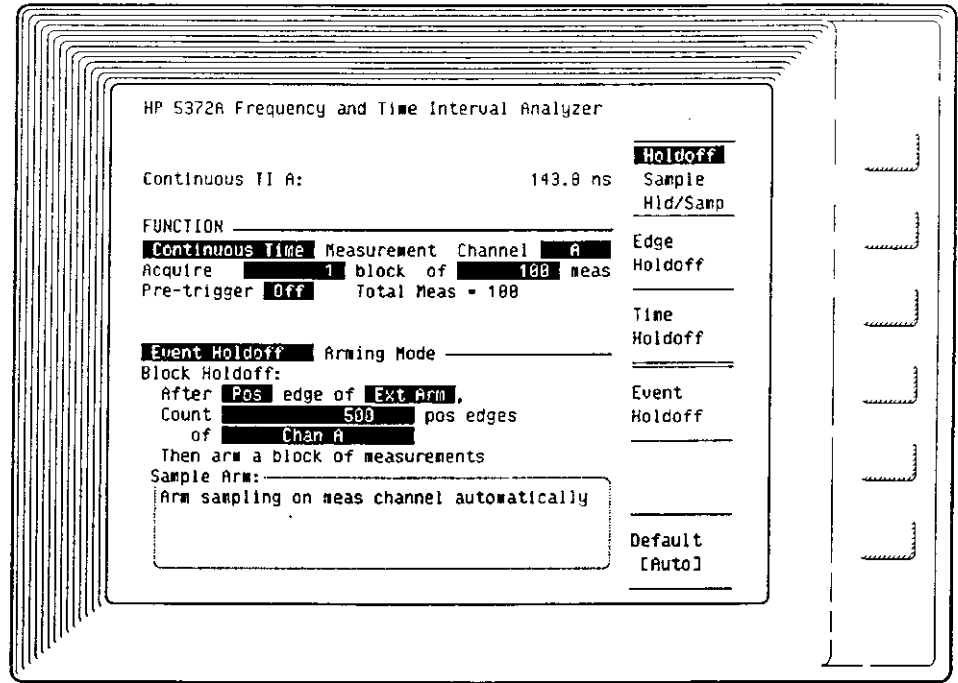 HP 5372A Frequency and Time Interval Analyzer
Continuous TI A: 143.8 ns
FUNCTION
Continuous Time Measurement Channel A
Acquire 1 block of 100 meas
Pre-trigger Off Total Meas = 100
Event Holdoff Arming Mode
Block Holdoff:
After Pos edge of Ext Arm,
Count 500 pos edges
of Chan A
Then arm a block of measurements
Sample Arm:
Arm sampling on meas channel automatically
Holdoff
Sample
Hld/Samp
Edge
Holdoff
Time
Holdoff
Event
Holdoff
Default
[Auto]